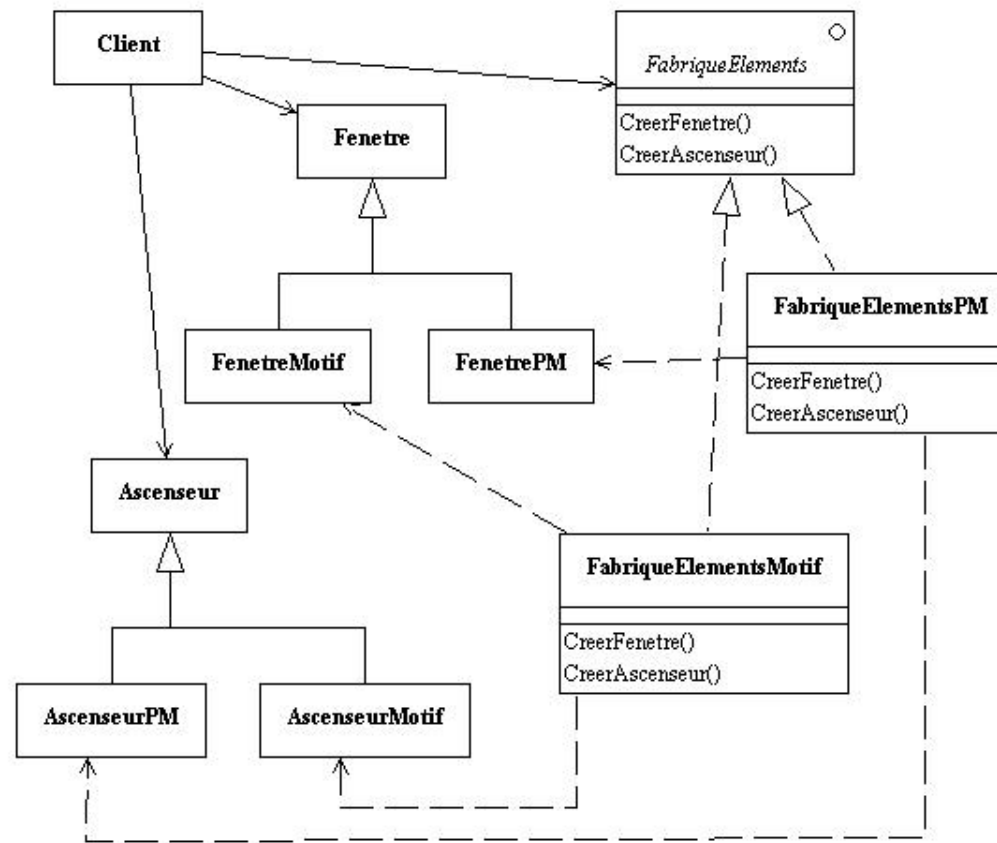 Client
FabriqueElements
CreerFenetre()
CreerAscenseur()
Fenetre
FabriqueElementsPM
CreerFenetre()
CreerAscenseur()
FenetreMotif
FenetrePM
Ascenseur
FabriqueElementsMotif
CreerFenetre()
CreerAscenseur()
AscenseurPM
AscenseurMotif